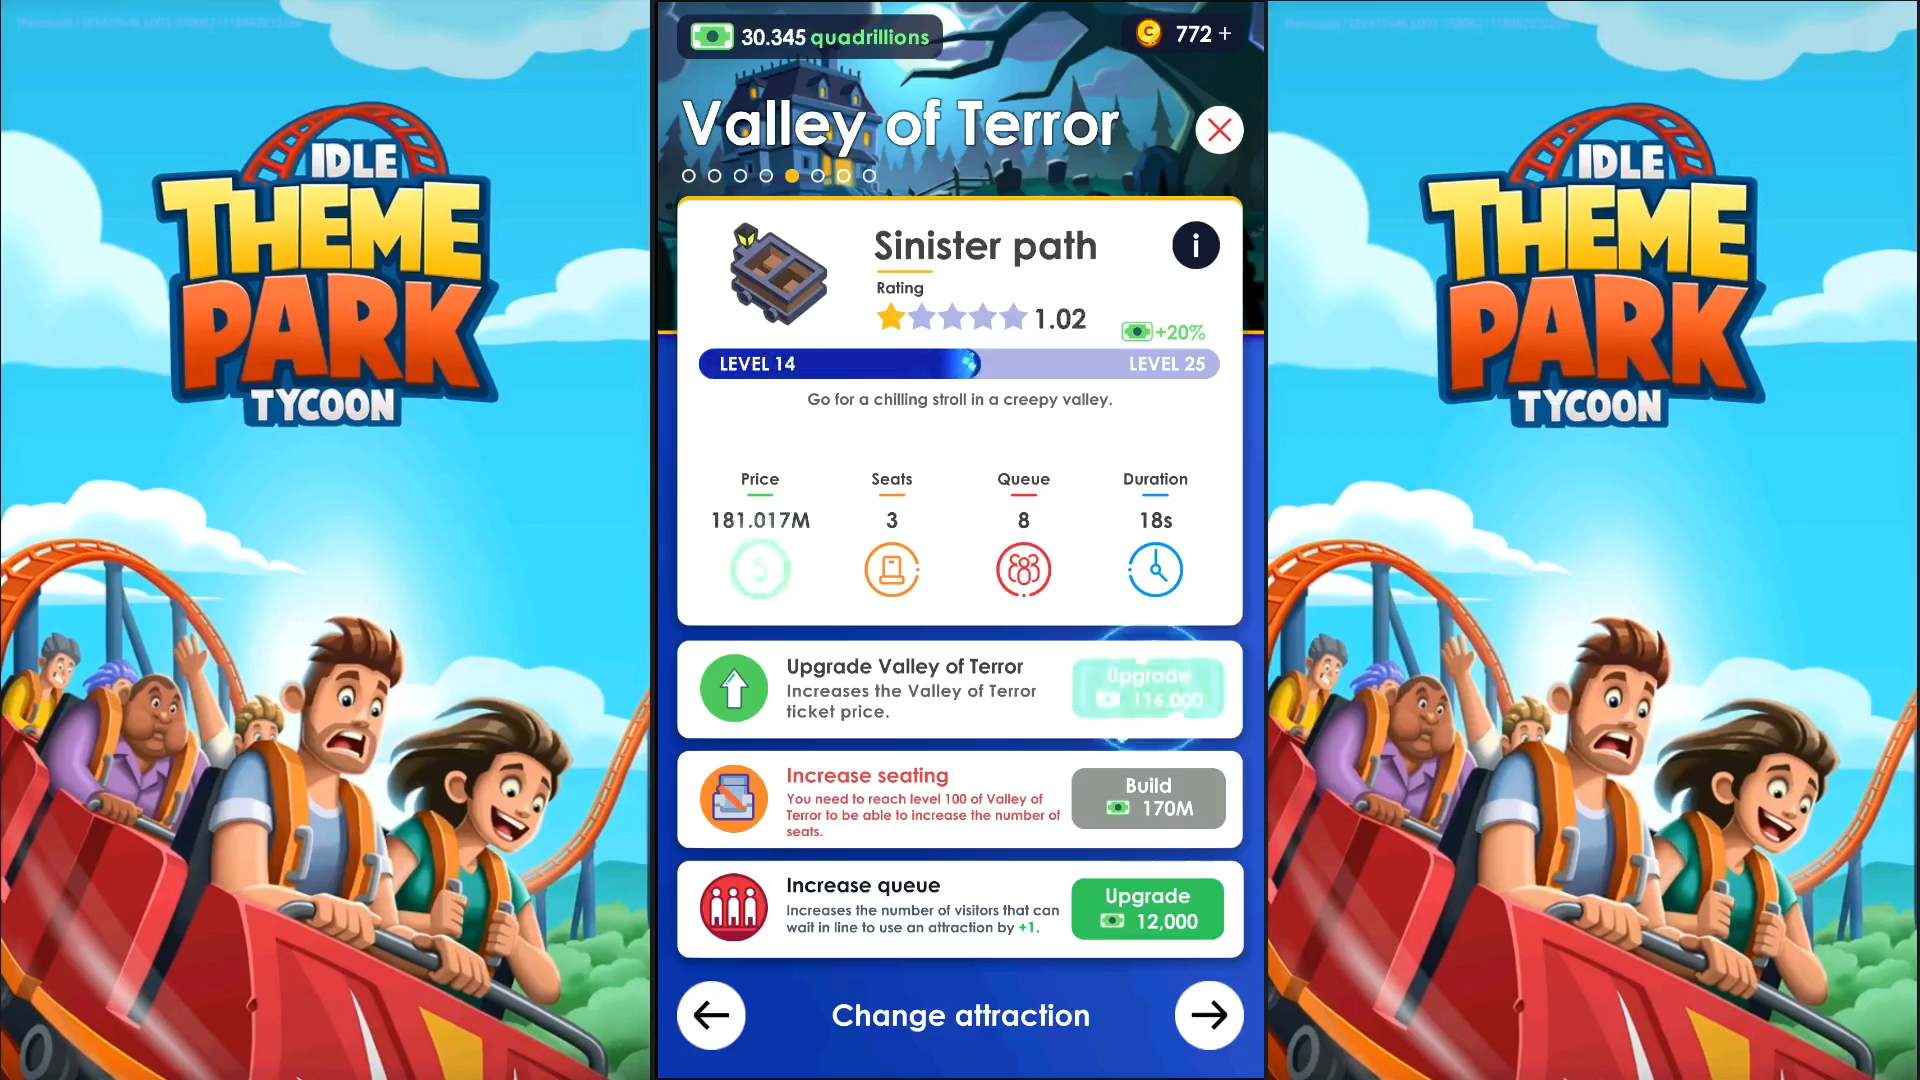 IDLE
THEME
PARK
TYCOON
30.345 quadrillions
772 +
Valley of Terror
Sinister path
i
Rating
1.02
+20%
LEVEL 14
LEVEL 25
Go for a chilling stroll in a creepy valley.
Price
Seats
Queue
Duration
181.017M
3
8
18s
Upgrade Valley of Terror
Increases the Valley of Terror
ticket price.
Upgrade
116,000
Increase seating
You need to reach level 100 of Valley of
Terror to be able to increase the number of
seats.
Build
170M
Increase queue
Increases the number of visitors that can
wait in line to use an attraction by +1.
Upgrade
12,000
Change attraction
IDLE
THEME
PARK
TYCOON